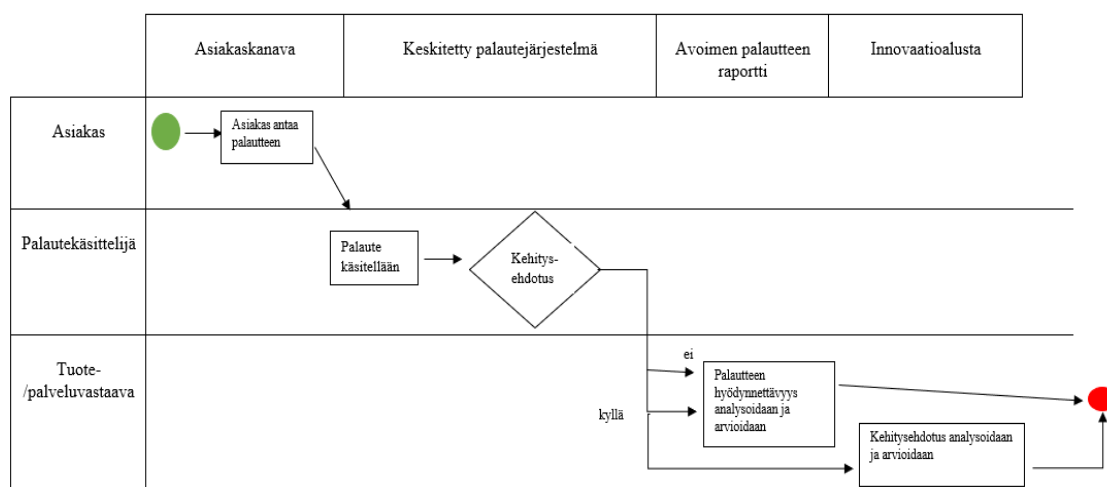 Asiakaskanava
Keskitetty palautejärjestelmä
Avoimen palautteen
raportti
Innovaatioalusta
Asiakas
Asiakas antaa
palautteen
Palautekäsittelijä
Palaute
käsitellään
Kehitys-
ehdotus
Tuote-
/palveluvastaava
ei
Palautteen
hyödynnettävyys
analysoidaan ja
arvioidaan
kyllä
Kehitysehdotus analysoidaan
ja arvioidaan